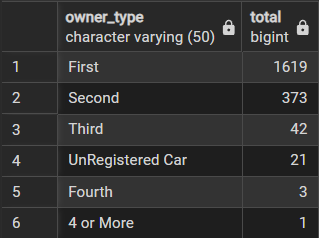 owner_type total
character varying (50) bigint
1 First 1619
2 Second 373
3 Third 42
4 UnRegistered Car 21
5 Fourth 3
6 4 or More 1